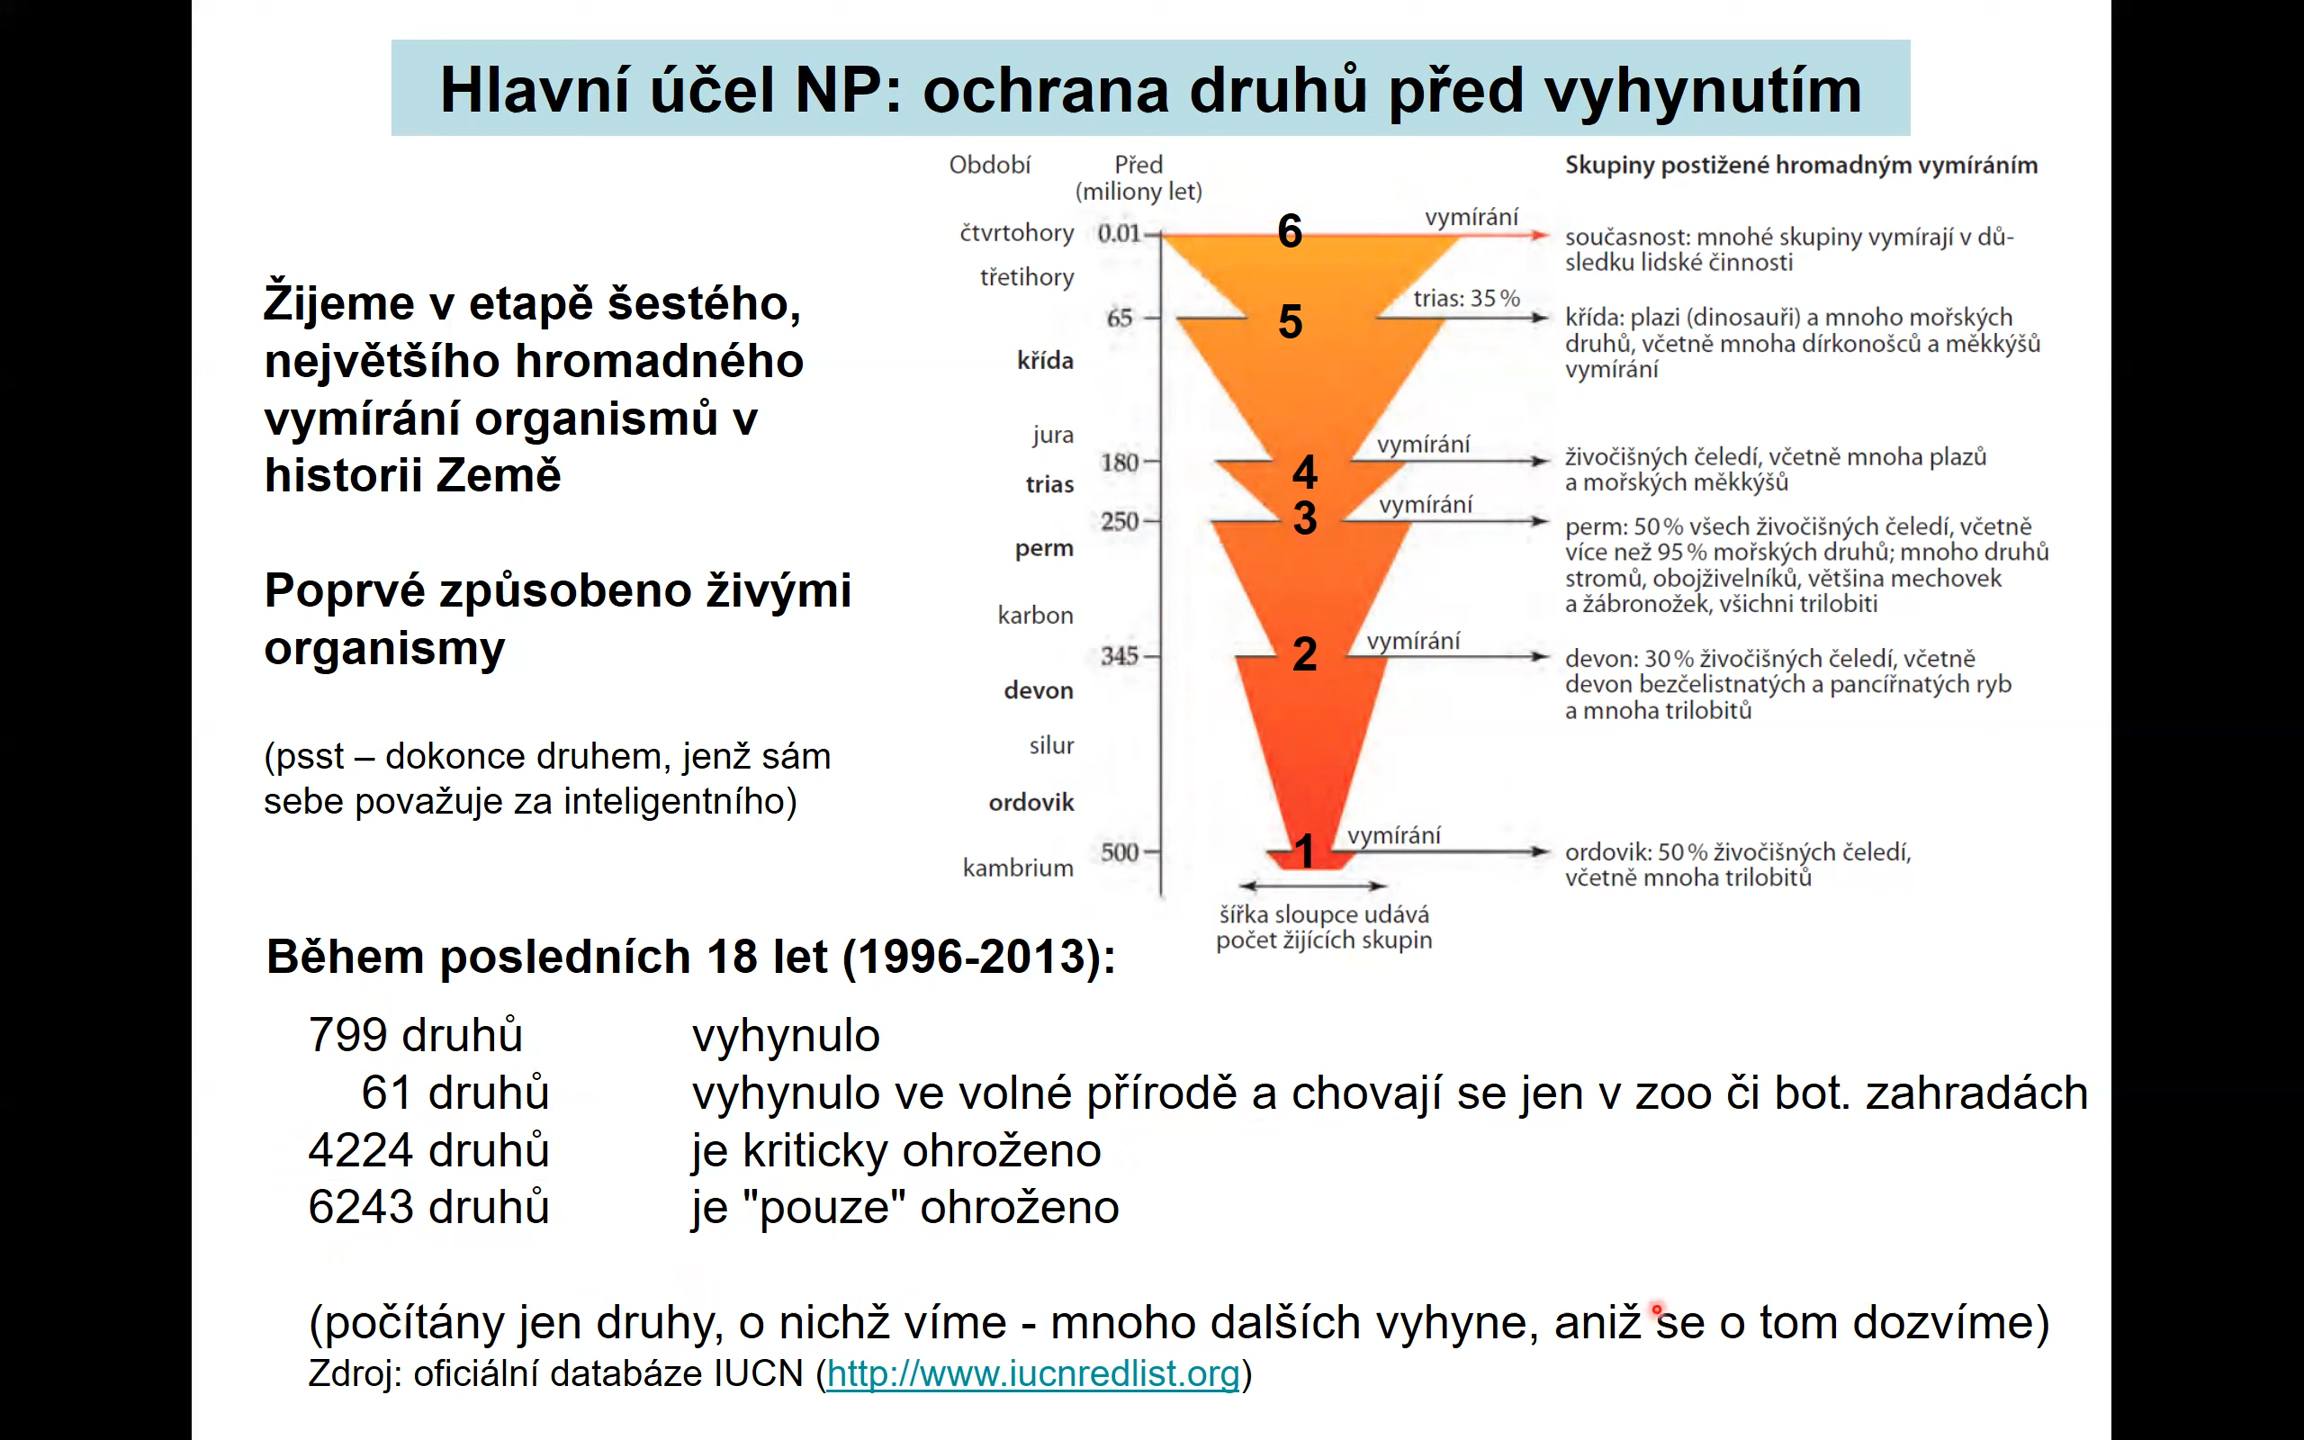 Hlavní účel NP: ochrana druhů před vyhynutím
Žijeme v etapě šestého,
největšího hromadného
vymírání organismů v
historii Země
Poprvé způsobeno živými
organismy
(psst – dokonce druhem, jenž sám
sebe považuje za inteligentního)
Období
Před
(miliony let)
Skupiny postižené hromadným vymíráním
čtvrtohory 0.01 6 vymírání
současnost: mnohé skupiny vymírají v dů-
sledku lidské činnosti
třetihory
65 5 trias: 35 %
křída: plazi (dinosauři) a mnoho mořských
druhů, včetně mnoha dírkonošců a měkkýšů
vymírání
křída
jura
180 4 vymírání
živočišných čeledí, včetně mnoha plazů
a mořských měkkýšů
trias
250 3 vymírání
perm: 50 % všech živočišných čeledí, včetně
více než 95 % mořských druhů; mnoho druhů
stromů, obojživelníků, většina mechovek
a žábronožek, všichni trilobiti
perm
karbon
345 2 vymírání
devon: 30 % živočišných čeledí, včetně
devon bezčelistnatých a pancířnatých ryb
a mnoha trilobitů
devon
silur
ordovik
500 1 vymírání
ordovik: 50 % živočišných čeledí,
včetně mnoha trilobitů
kambrium
šířka sloupce udává
počet žijících skupin
Během posledních 18 let (1996-2013):
799 druhů vyhynulo
61 druhů vyhynulo ve volné přírodě a chovají se jen v zoo či bot. zahradách
4224 druhů je kriticky ohroženo
6243 druhů je "pouze" ohroženo
(počítány jen druhy, o nichž víme - mnoho dalších vyhyne, aniž se o tom dozvíme)
Zdroj: oficiální databáze IUCN (http://www.iucnredlist.org)